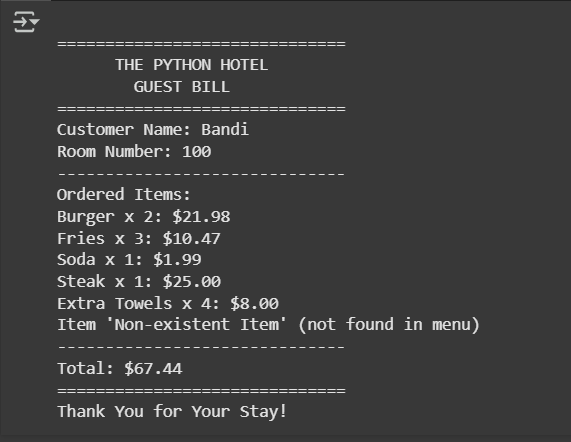 ==============================
      THE PYTHON HOTEL
        GUEST BILL
==============================
Customer Name: Bandi
Room Number: 100
------------------------------
Ordered Items:
Burger x 2: $21.98
Fries x 3: $10.47
Soda x 1: $1.99
Steak x 1: $25.00
Extra Towels x 4: $8.00
Item 'Non-existent Item' (not found in menu)
------------------------------
Total: $67.44
==============================
Thank You for Your Stay!